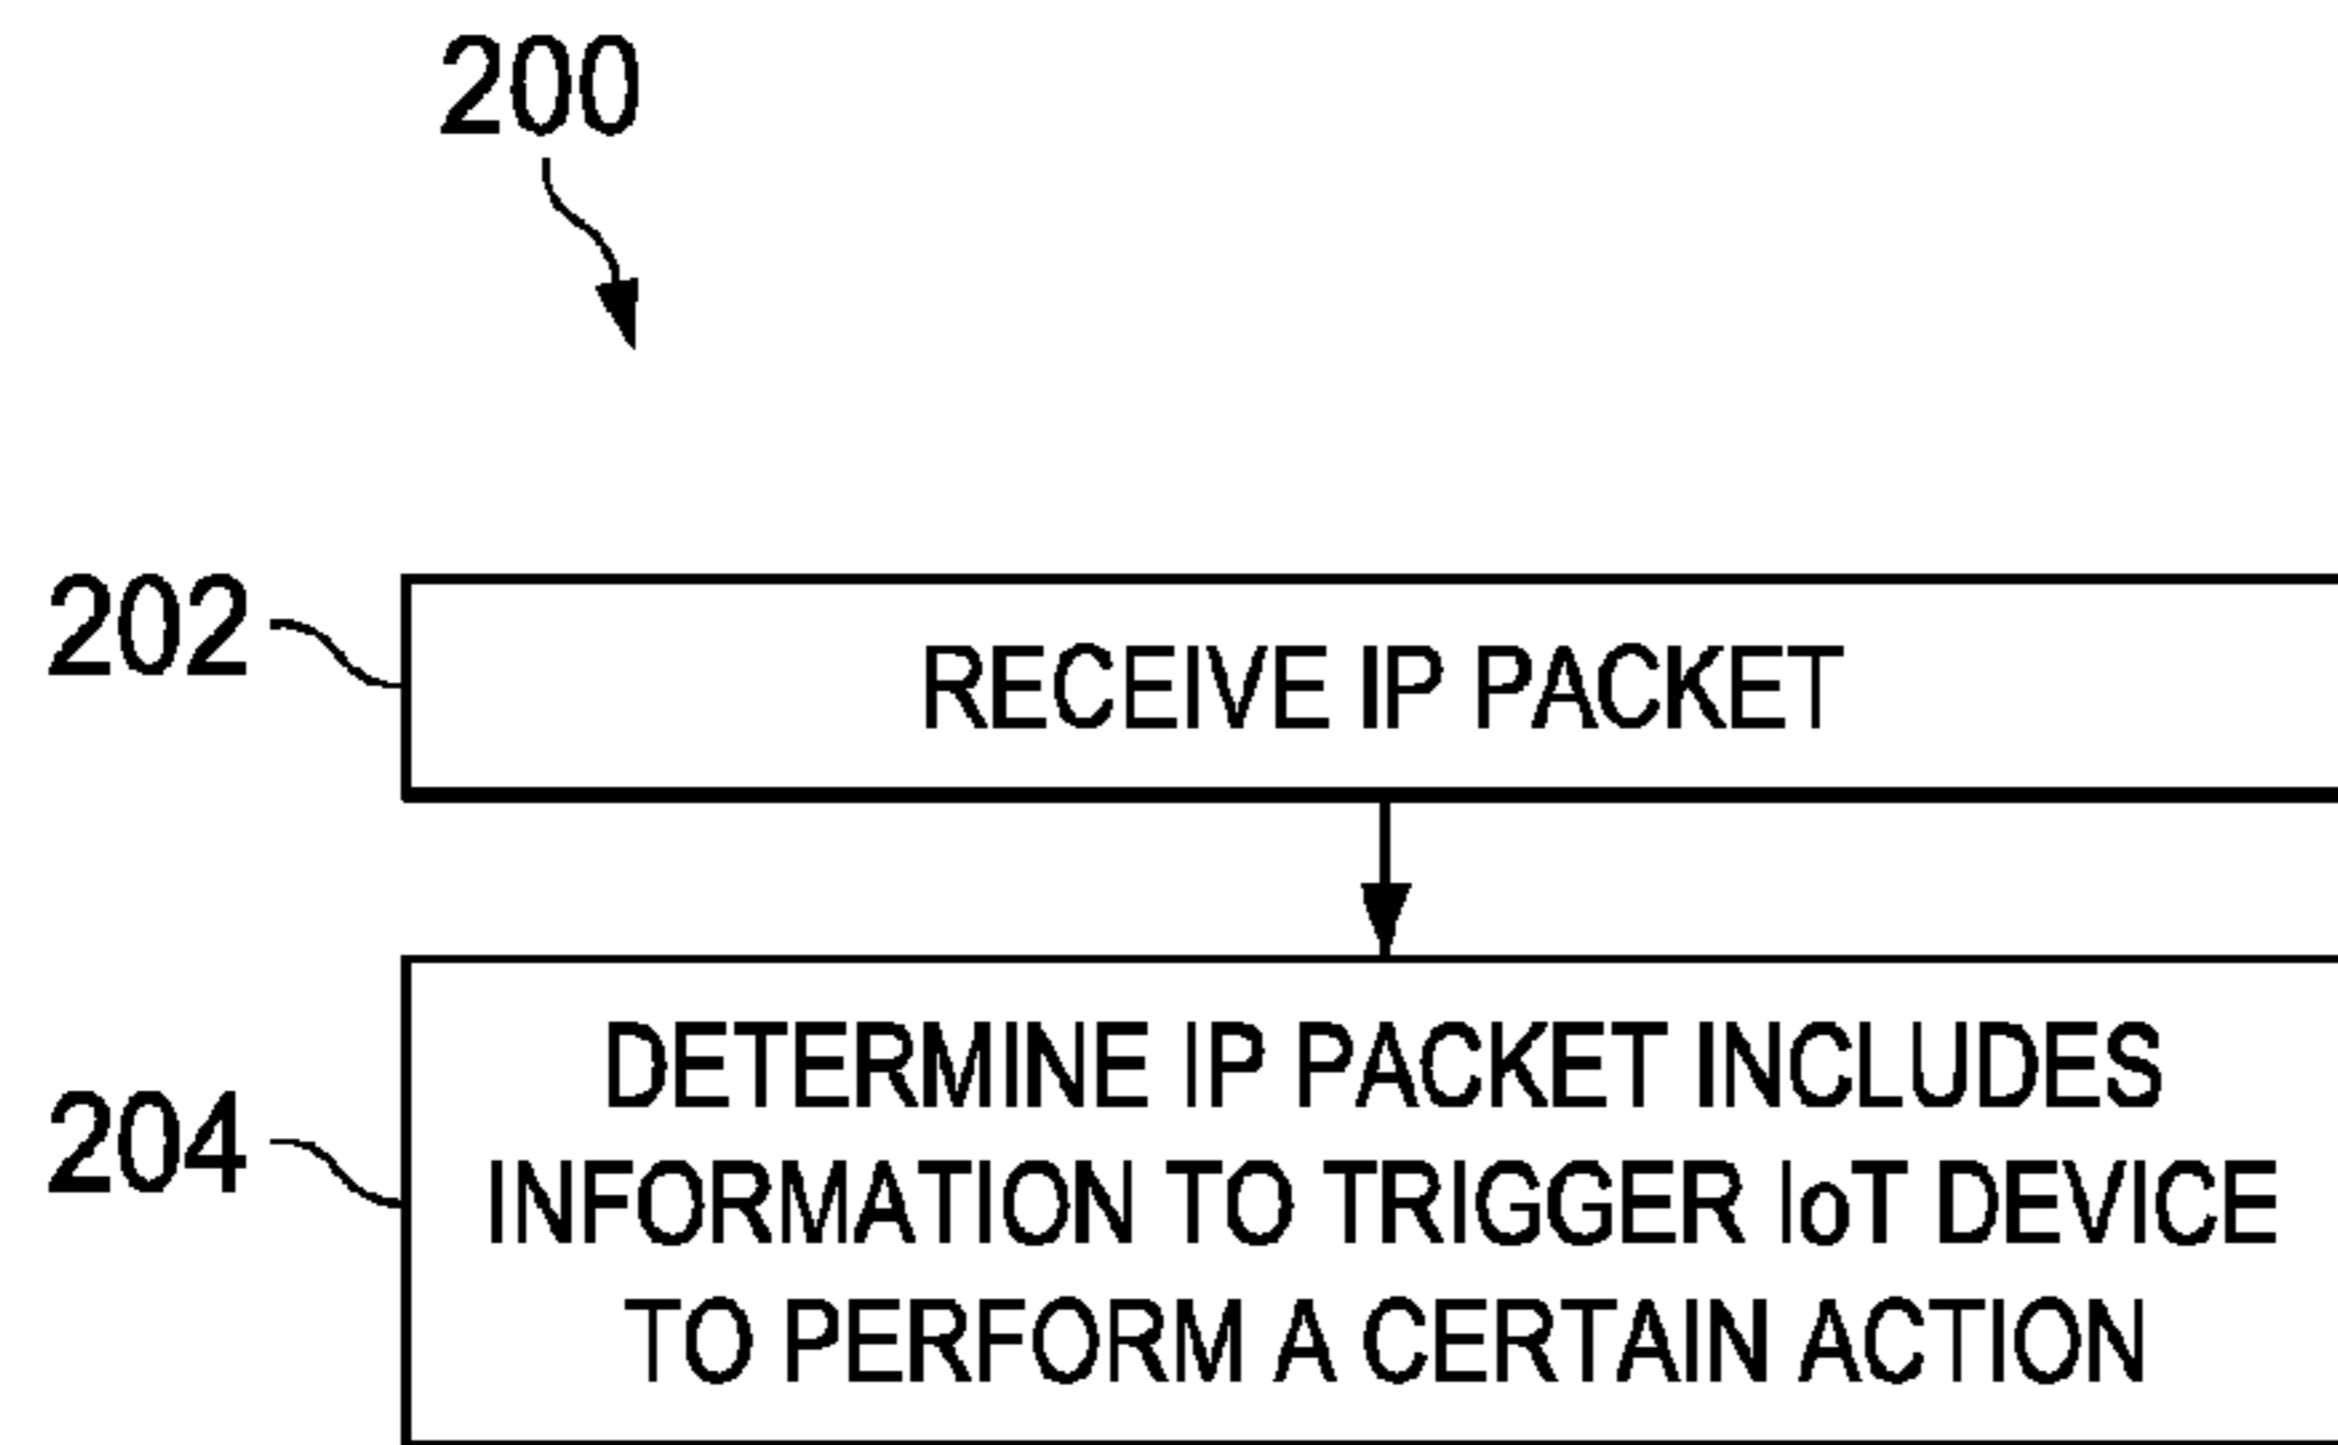 200
202
RECEIVE IP PACKET
204
DETERMINE IP PACKET INCLUDES
INFORMATION TO TRIGGER IoT DEVICE
TO PERFORM A CERTAIN ACTION